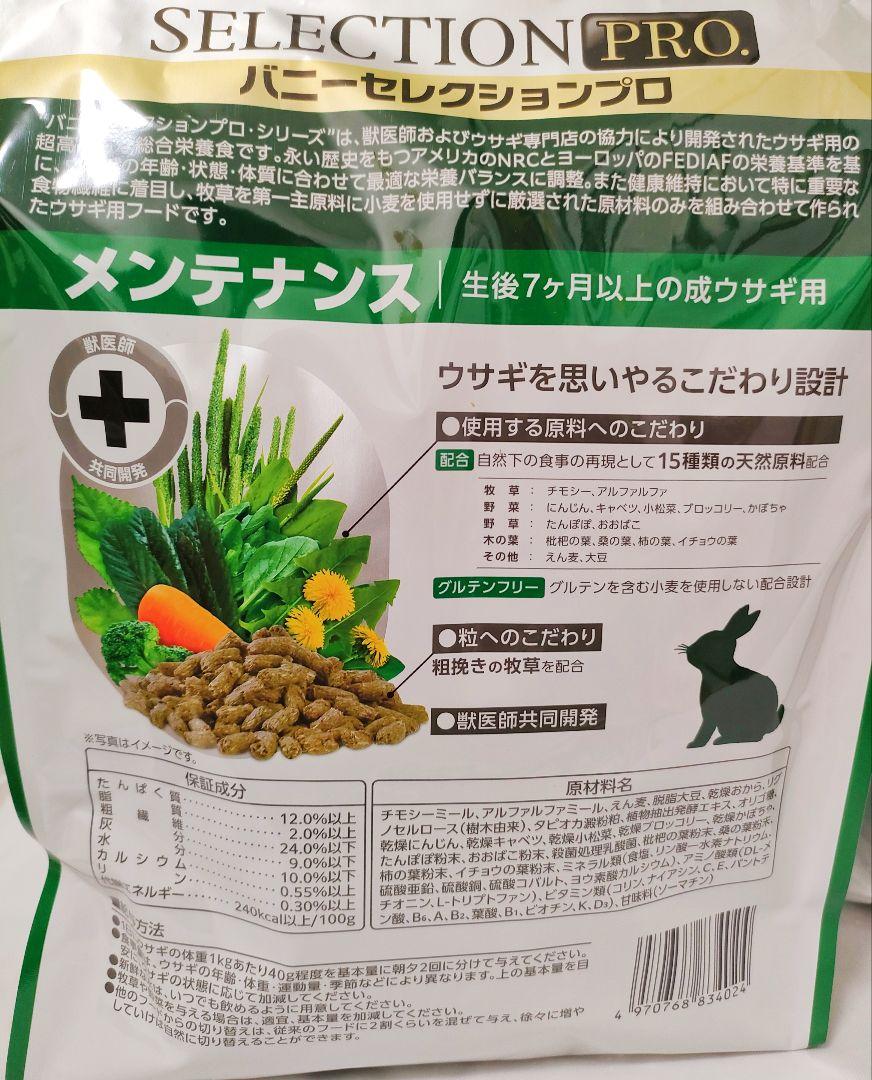 SELECTION PRO.
バニーセレクションプロ
"バニ ションプロ・シリーズ"は、獣医師およびウサギ専門店の協力により開発されたウサギ用の
超高 総合栄養食です。永い歴史をもつアメリカのNRCとヨーロッパのFEDIAFの栄養基準を基
に、 の年齢・状態・体質に合わせて最適な栄養バランスに調整。また健康維持において特に重要な
食物繊維に着目し、牧草を第一主原料に小麦を使用せずに厳選された原材料のみを組み合わせて作られ
たウサギ用フードです。
メンテナンス 生後7ヶ月以上の成ウサギ用
獣医師
共同開発
ウサギを思いやるこだわり設計
●使用する原料へのこだわり
配合 自然下の食事の再現として15種類の天然原料配合
牧草： チモシー、アルファルファ
野菜： にんじん、キャベツ、小松菜、ブロッコリー、かぼちゃ
野草： たんぽぽ、おおばこ
木の葉： 枇杷の葉、桑の葉、柿の葉、イチョウの葉
その他： えん麦、大豆
グルテンフリー グルテンを含む小麦を使用しない配合設計
●粒へのこだわり
粗挽きの牧草を配合
●獣医師共同開発
※写真はイメージです。
保証成分
たんぱく質 12.0%以上
脂質 2.0%以上
粗繊維 24.0%以下
灰分 9.0%以下
水分 10.0%以下
カルシウム 0.55%以上
リン 0.30%以上
代謝エネルギー 240kcal以上/100g
原材料名
チモシーミール、アルファルファミール、えん麦、脱脂大豆、乾燥おから、リグ
ノセルロース(樹木由来)、タピオカ澱粉粕、植物抽出発酵エキス、オリゴ糖、
乾燥にんじん、乾燥キャベツ、乾燥小松菜、乾燥ブロッコリー、乾燥かぼちゃ、
たんぽぽ粉末、おおばこ粉末、殺菌処理乳酸菌、枇杷の葉粉末、桑の葉粉末、
柿の葉粉末、イチョウの葉粉末、ミネラル類(食塩、リン酸一水素ナトリウム、
硫酸亜鉛、硫酸銅、硫酸コバルト、ヨウ素酸カルシウム)、アミノ酸類(DL-メ
チオニン、L-トリプトファン)、ビタミン類(コリン、ナイアシン、C、E、パントテ
ン酸、B6、A、B2、葉酸、B1、ビオチン、K、D3)、甘味料(ソーマチン)
方法
サギの体重1kgあたり40g程度を基本量に朝夕2回に分けて与えてください。
●食事 は、ウサギの年齢・体重・運動量・季節などにより異なります。上の基本量を目
安に サギの状態に応じて加減してください。
●新鮮 は、いつでも飲めるように用意してください。
●牧草や 菜を与える場合は、適宜、基本量を加減してください。
●他のフードからの切り替えは、従来のフードに2割くらいを混ぜて与え、徐々に増や
していけば自然に切り替えることができます。
4 970768 834024